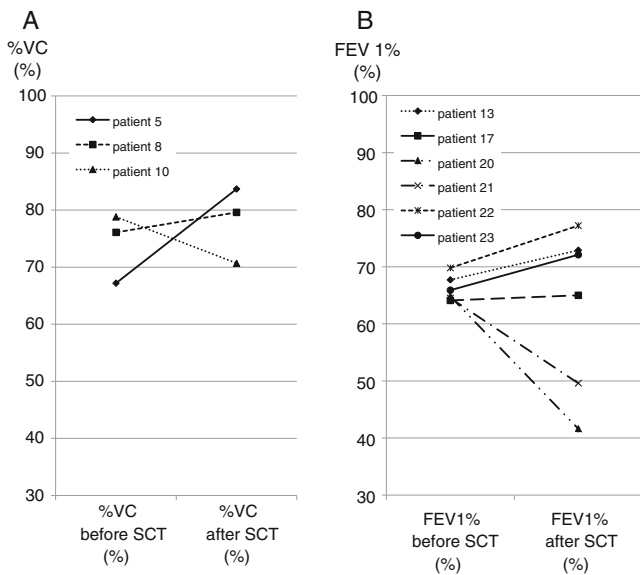 A
%VC
(%)
100
90
80
70
60
50
40
30
patient 5
patient 8
patient 10
%VC
before SCT
(%)
%VC
after SCT
(%)
B
FEV 1%
(%)
100
90
80
70
60
50
40
30
patient 13
patient 17
patient 20
patient 21
patient 22
patient 23
FEV1%
before SCT
(%)
FEV1%
after SCT
(%)